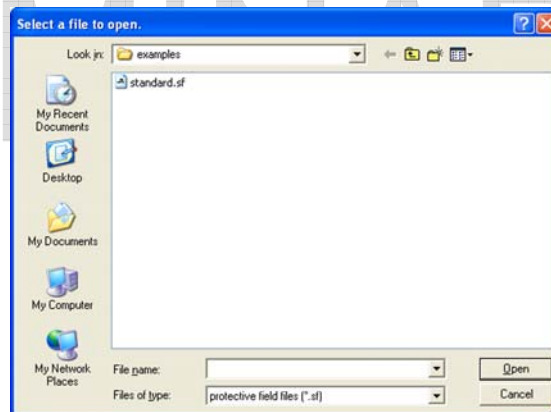 Select a file to open.
Look in: examples
standard.sf
My Recent
Documents
Desktop
My Documents
My Computer
My Network
Places
File name:
Open
Files of type: protective field files (*.sf)
Cancel